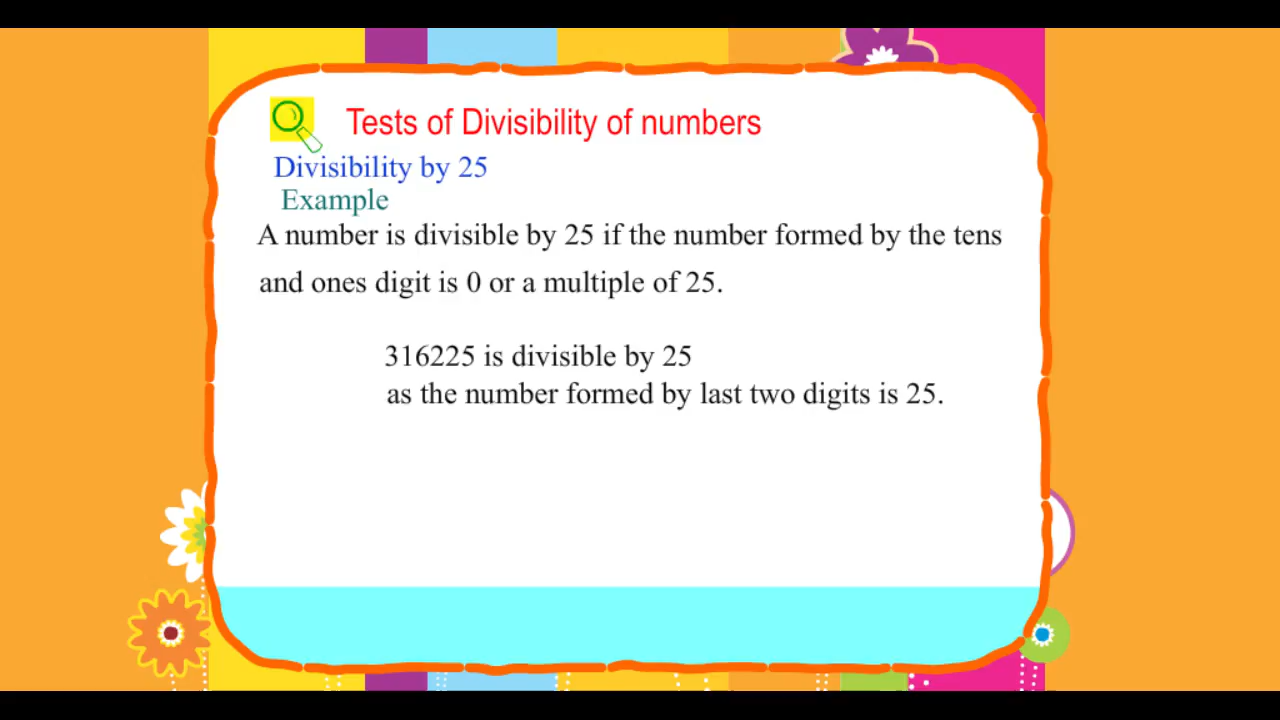 Tests of Divisibility of numbers
Divisibility by 25
Example
A number is divisible by 25 if the number formed by the tens
and ones digit is 0 or a multiple of 25.
316225 is divisible by 25
as the number formed by last two digits is 25.